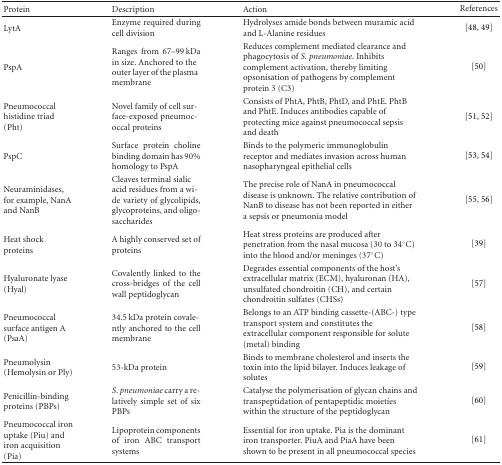 Protein Description Action References
LytA
Enzyme required during
cell division
Hydrolyses amide bonds between muramic acid
and L-Alanine residues
[48, 49]
PspA
Ranges from 67–99 kDa
in size. Anchored to the
outer layer of the plasma
membrane
Reduces complement mediated clearance and
phagocytosis of S. pneumoniae. Inhibits
complement activation, thereby limiting
opsonisation of pathogens by complement
protein 3 (C3)
[50]
Pneumococcal
histidine triad
(Pht)
Novel family of cell sur-
face-exposed pneumoc-
occal proteins
Consists of PhtA, PhtB, PhtD, and PhtE. PhtB
and PhtE. Induces antibodies capable of
protecting mice against pneumococcal sepsis
and death
[51, 52]
PspC
Surface protein choline
binding domain has 90%
homology to PspA
Binds to the polymeric immunoglobulin
receptor and mediates invasion across human
nasopharyngeal epithelial cells
[53, 54]
Neuraminidases,
for example, NanA
and NanB
Cleaves terminal sialic
acid residues from a wi-
de variety of glycolipids,
glycoproteins, and oligo-
saccharides
The precise role of NanA in pneumococcal
disease is unknown. The relative contribution of
NanB to disease has not been reported in either
a sepsis or pneumonia model
[55, 56]
Heat shock
proteins
A highly conserved set of
proteins
Heat stress proteins are produced after
penetration from the nasal mucosa (30 to 34°C)
into the blood and/or meninges (37°C)
[39]
Hyaluronate lyase
(Hyal)
Covalently linked to the
cross-bridges of the cell
wall peptidoglycan
Degrades essential components of the host's
extracellular matrix (ECM), hyaluronan (HA),
unsulfated chondroitin (CH), and certain
chondroitin sulfates (CHSs)
[57]
Pneumococcal
surface antigen A
(PsaA)
34.5 kDa protein covale-
ntly anchored to the cell
membrane
Belongs to an ATP binding cassette-(ABC-) type
transport system and constitutes the
extracellular component responsible for solute
(metal) binding
[58]
Pneumolysin
(Hemolysin or Ply)
53-kDa protein
Binds to membrane cholesterol and inserts the
toxin into the lipid bilayer. Induces leakage of
solutes
[59]
Penicillin-binding
proteins (PBPs)
S. pneumoniae carry a re-
latively simple set of six
PBPs
Catalyse the polymerisation of glycan chains and
transpeptidation of pentapeptidic moieties
within the structure of the peptidoglycan
[60]
Pneumococcal iron
uptake (Piu) and
iron acquisition
(Pia)
Lipoprotein components
of iron ABC transport
systems
Essential for iron uptake. Pia is the dominant
iron transporter. PiuA and PiaA have been
shown to be present in all pneumococcal species
[61]